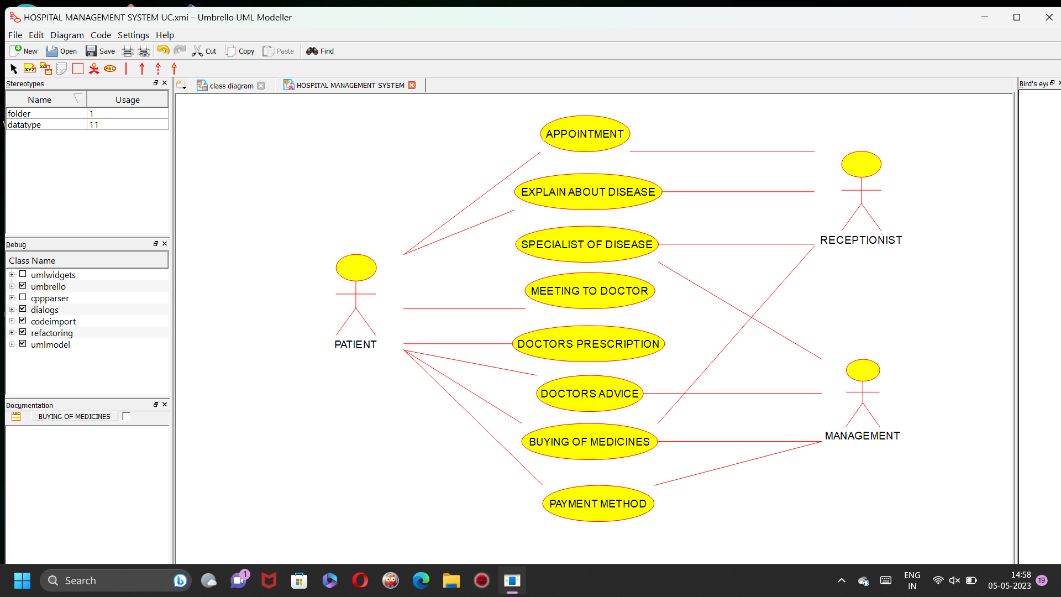 HOSPITAL MANAGEMENT SYSTEM UC.xmi – Umbrello UML Modeller
File Edit Diagram Code Settings Help
New Open Save Cut Copy Paste Find
Stereotypes
class diagram
HOSPITAL MANAGEMENT SYSTEM
Bird's eye
Name Usage
folder 1
datatype 11
Debug
Class Name
umlwidgets
umbrello
cppparser
dialogs
codeimport
refactoring
umlmodel
Documentation
BUYING OF MEDICINES
APPOINTMENT
EXPLAIN ABOUT DISEASE
SPECIALIST OF DISEASE
MEETING TO DOCTOR
DOCTORS PRESCRIPTION
DOCTORS ADVICE
BUYING OF MEDICINES
PAYMENT METHOD
PATIENT
RECEPTIONIST
MANAGEMENT
Search
1
ENG
IN
14:58
05-05-2023
19